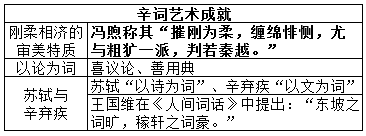 辛词艺术成就
刚柔相济的
审美特质
冯煦称其“摧刚为柔，缠绵悱恻，尤
与粗犷一派，判若秦越。”
以论为词
喜议论、善用典
苏轼与
辛弃疾
苏轼“以诗为词”、辛弃疾“以文为词”
王国维在《人间词话》中提出：“东坡之
词旷，稼轩之词豪。”